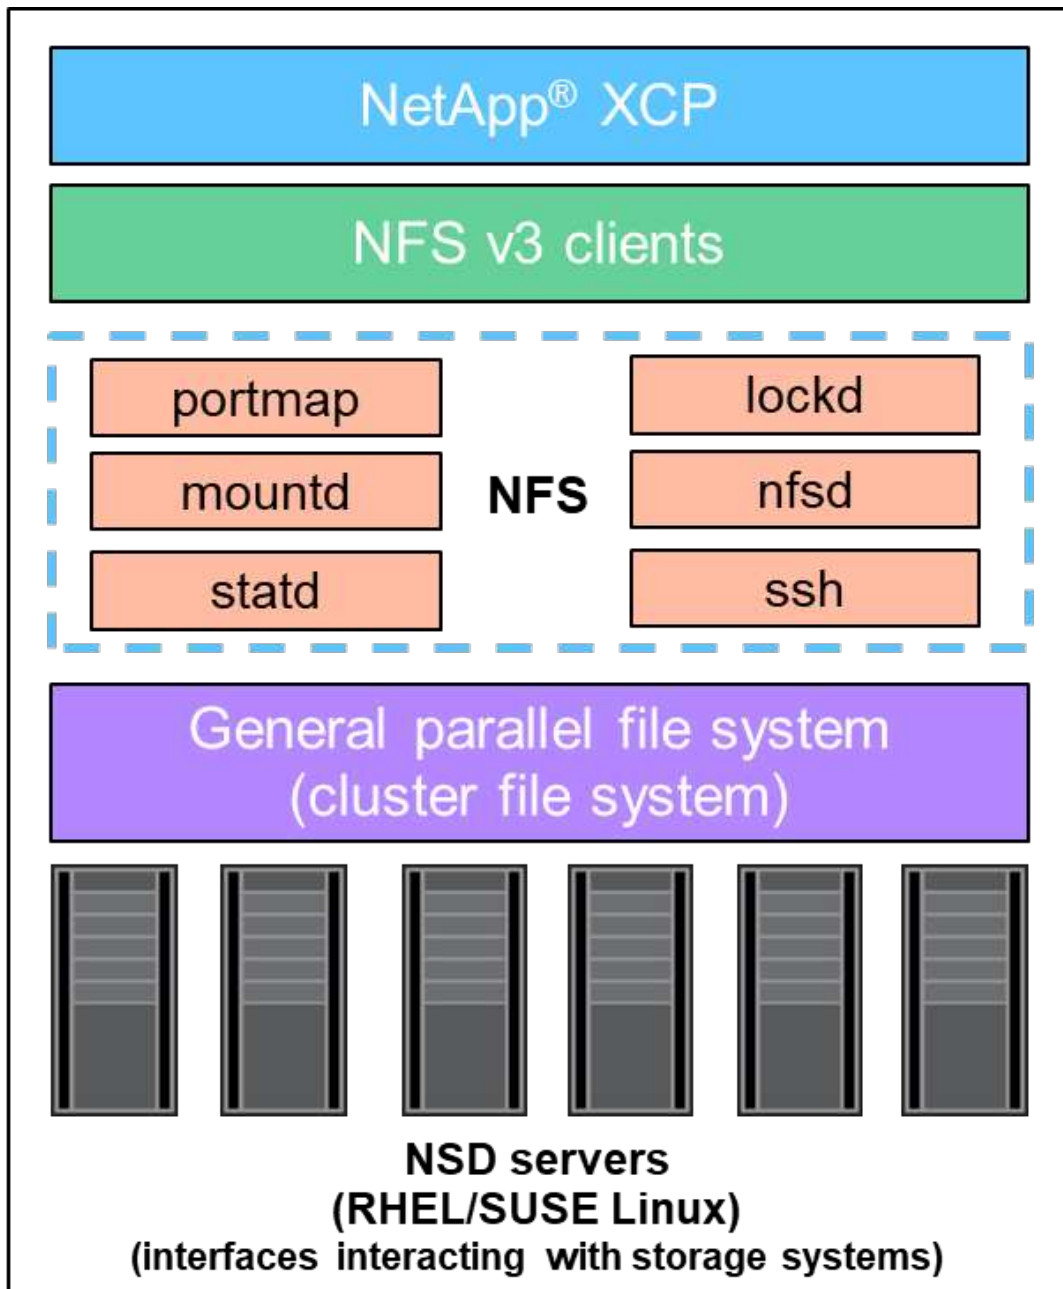 NetApp® XCP
NFS v3 clients
portmap
lockd
mountd
NFS
nfsd
statd
ssh
General parallel file system
(cluster file system)
NSD servers
(RHEL/SUSE Linux)
(interfaces interacting with storage systems)